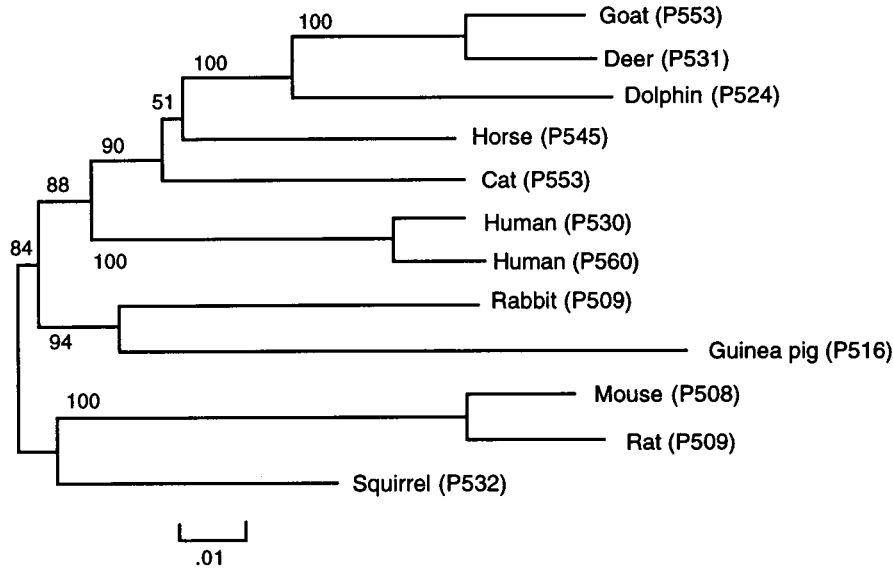 100
Goat (P553)
100
Deer (P531)
51
Dolphin (P524)
90
Horse (P545)
88
Cat (P553)
84
Human (P530)
100
Human (P560)
94
Rabbit (P509)
Guinea pig (P516)
100
Mouse (P508)
Rat (P509)
Squirrel (P532)
.01